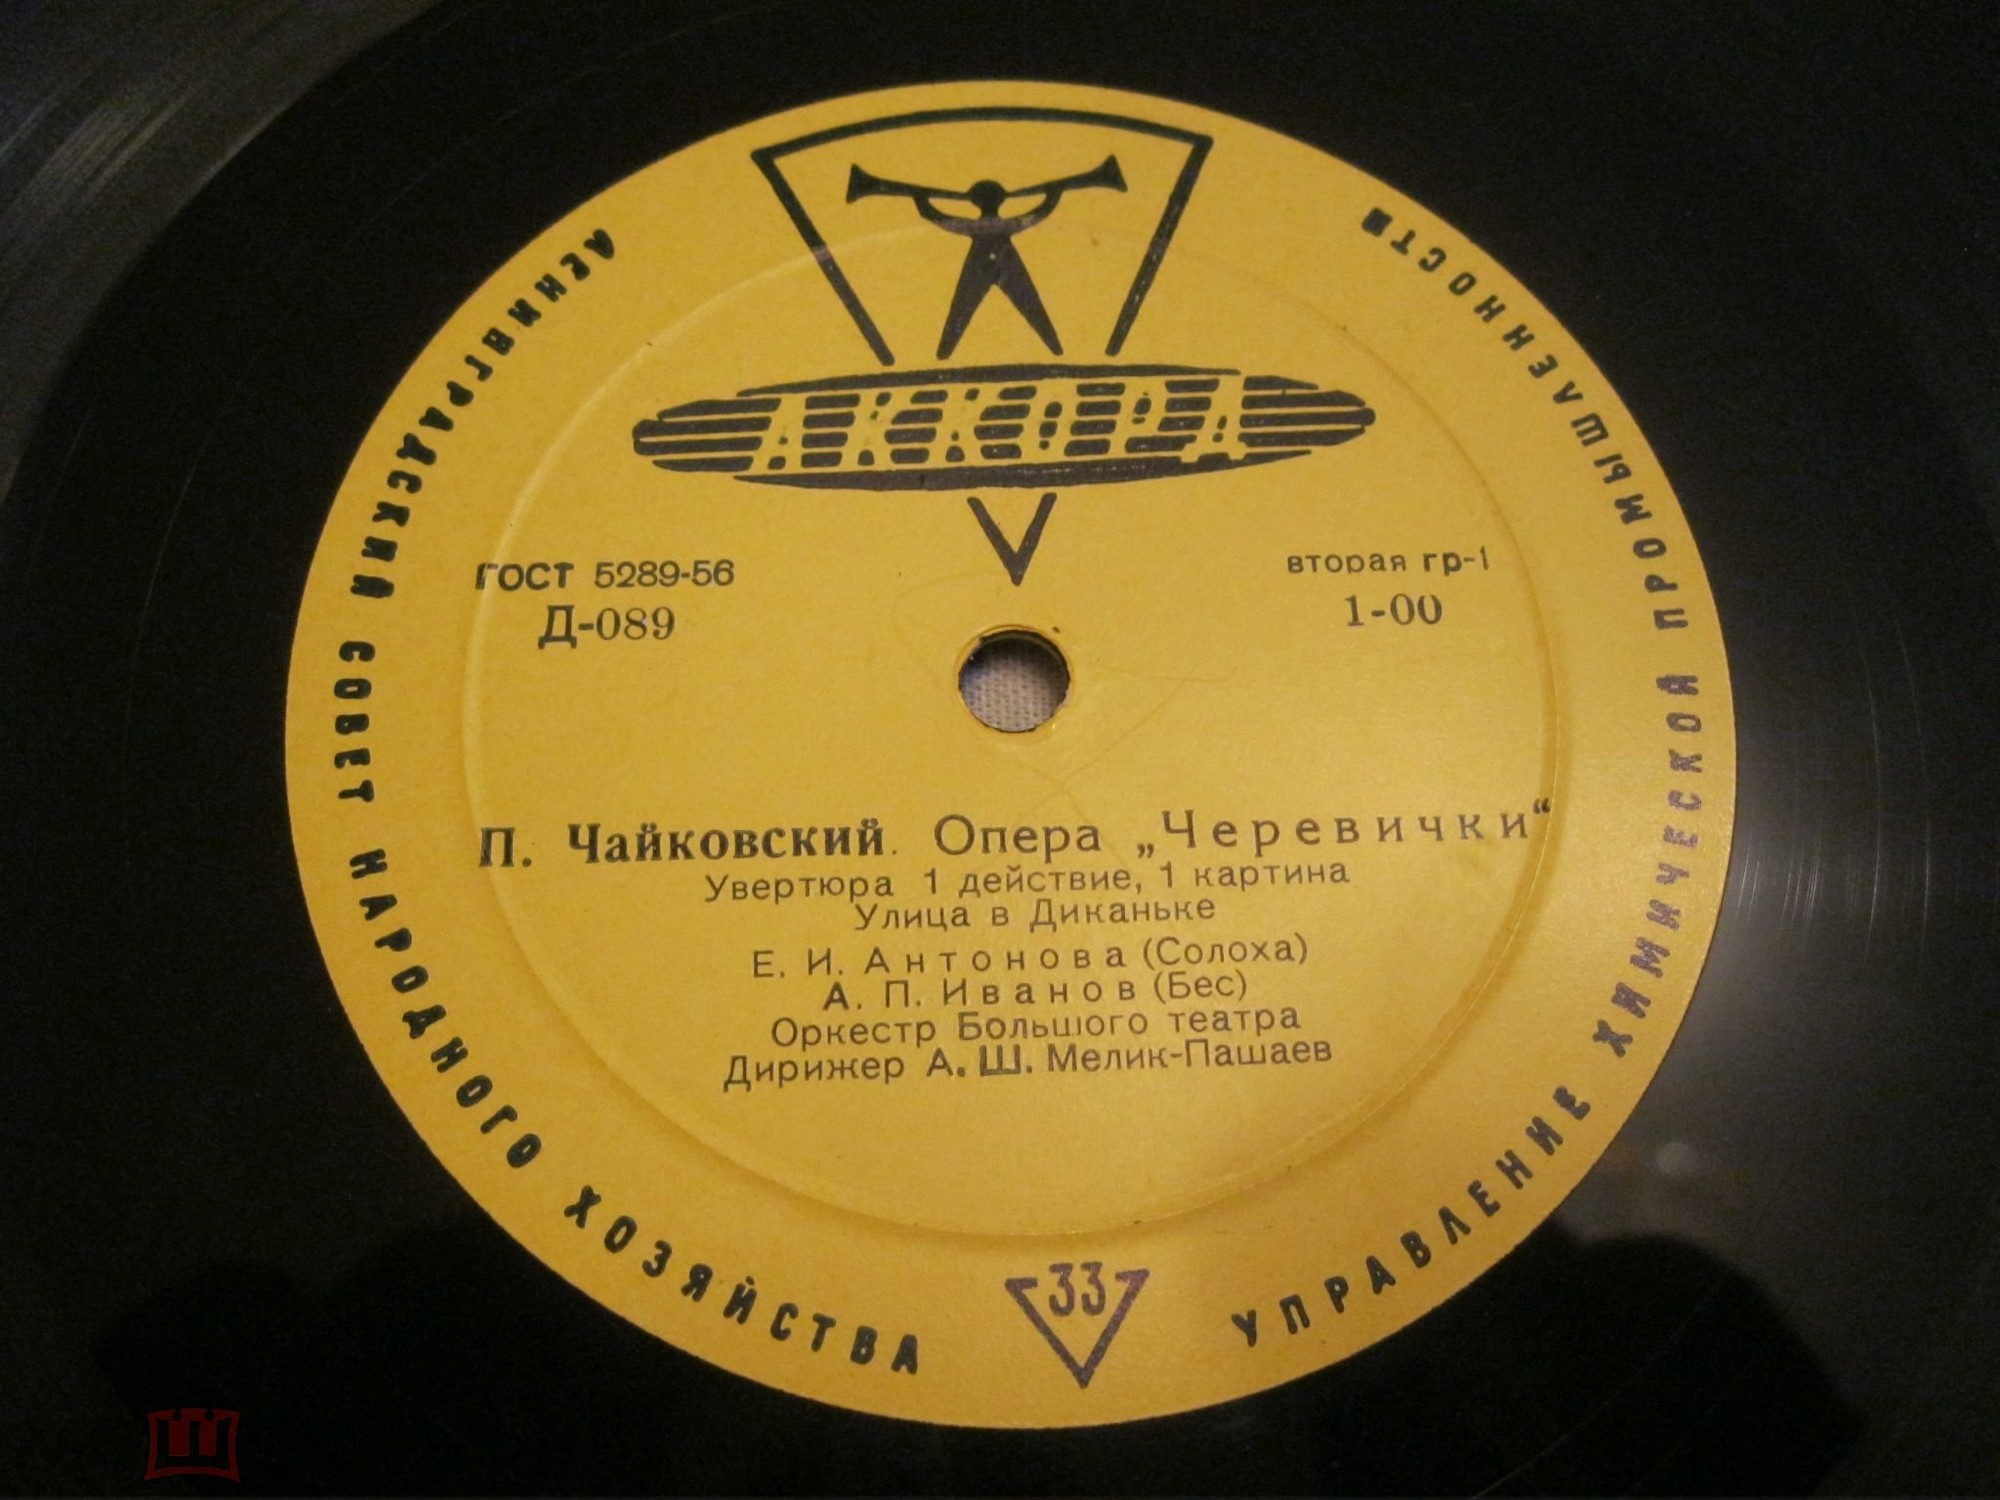 ЛЕНИНГРАДСКИЙ СОВЕТ НАРОДНОГО ХОЗЯЙСТВА
УПРАВЛЕНИЕ ХИМИЧЕСКОЙ ПРОМЫШЛЕННОСТИ
АККОРД
ГОСТ 5289-56
Д-089
вторая гр-1
1-00
П. Чайковский. Опера „Черевички“
Увертюра 1 действие, 1 картина
Улица в Диканьке
Е. И. Антонова (Солоха)
А. П. Иванов (Бес)
Оркестр Большого театра
Дирижер А. Ш. Мелик-Пашаев
33